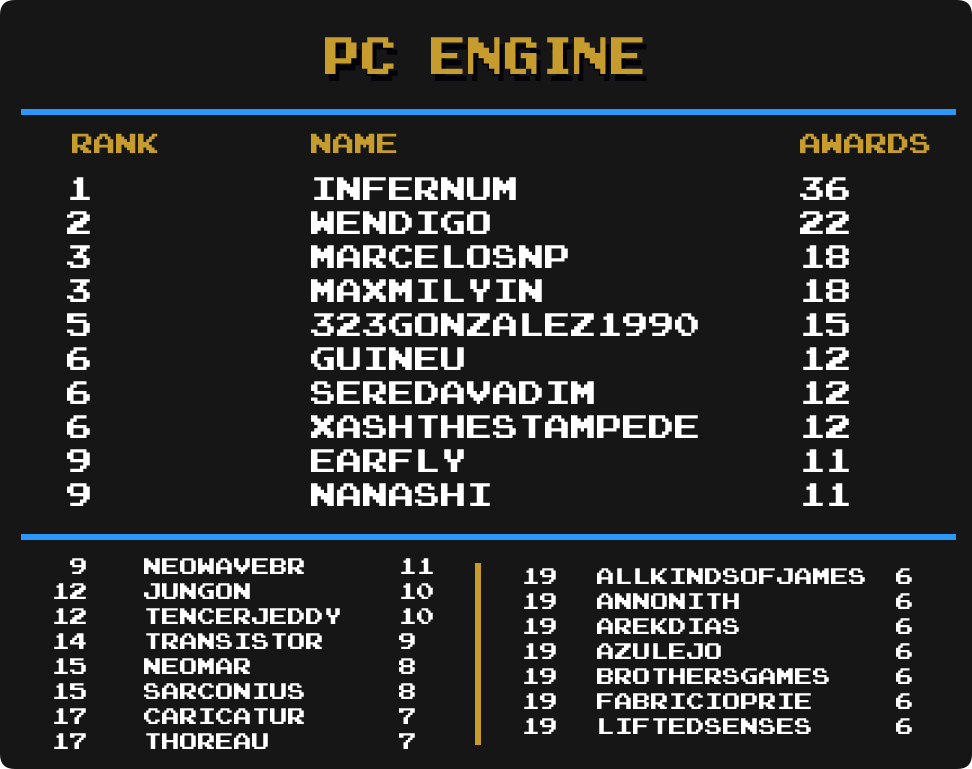 PC ENGINE
RANK NAME AWARDS
1 INFERNUM 36
2 WENDIGO 22
3 MARCELOSNP 18
3 MAXMILYIN 18
5 323GONZALEZ1990 15
6 GUINEU 12
6 SEREDAVADIM 12
6 XASHTHESTAMPEDE 12
9 EARFLY 11
9 NANASHI 11
9 NEOWAVEBR 11
12 JUNGON 10
12 TENCERJEDDY 10
14 TRANSISTOR 9
15 NEOMAR 8
15 SARCONIUS 8
17 CARICATUR 7
17 THOREAU 7
19 ALLKINDSOFJAMES 6
19 ANNONITH 6
19 AREKDIAS 6
19 AZULEJO 6
19 BROTHERSGAMES 6
19 FABRICIOPRIE 6
19 LIFTEDSENSES 6